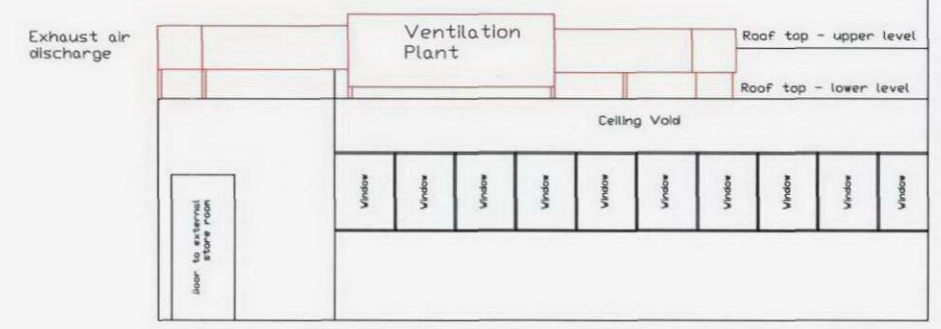 Exhaust air
discharge
Ventilation
Plant
Roof top - upper level
Roof top - lower level
Ceiling Void
Window
Window
Window
Window
Window
Window
Window
Window
Window
Window
Door to external
store room